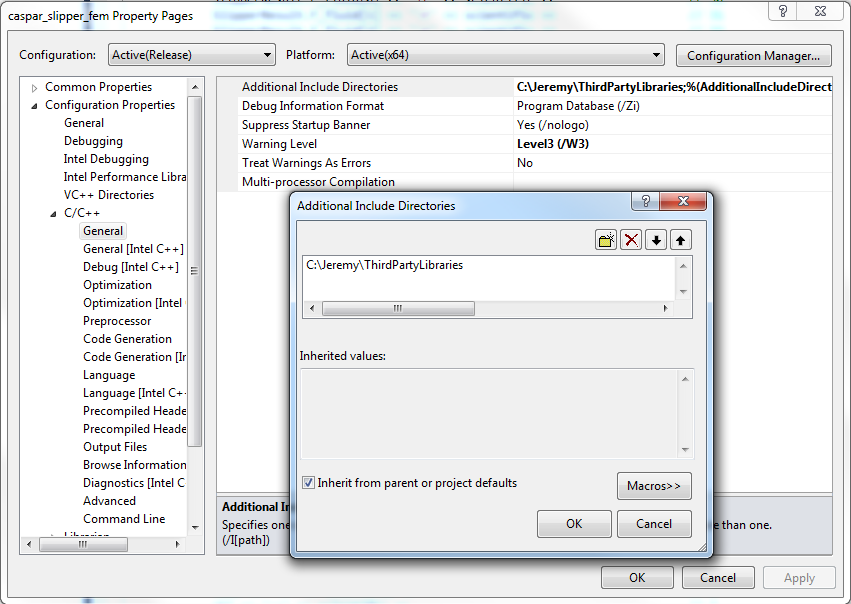 caspar_slipper_fem Property Pages
Configuration: Active(Release) Platform: Active(x64) Configuration Manager...
Common Properties
Configuration Properties
General
Debugging
Intel Debugging
Intel Performance Libra
VC++ Directories
C/C++
General
General [Intel C++]
Debug [Intel C++]
Optimization
Optimization [Intel
Preprocessor
Code Generation
Code Generation [In
Language
Language [Intel C++
Precompiled Heade
Precompiled Heade
Output Files
Browse Information
Diagnostics [Intel C
Advanced
Command Line
Additional Include Directories C:\Jeremy\ThirdPartyLibraries;%(AdditionalIncludeDirect
Debug Information Format Program Database (/Zi)
Suppress Startup Banner Yes (/nologo)
Warning Level Level3 (/W3)
Treat Warnings As Errors No
Multi-processor Compilation
Additional Include Directories
C:\Jeremy\ThirdPartyLibraries
Inherited values:
Inherit from parent or project defaults
Macros>>
OK Cancel
Additional In
Specifies one
e than one.
(/I[path])
OK Cancel Apply